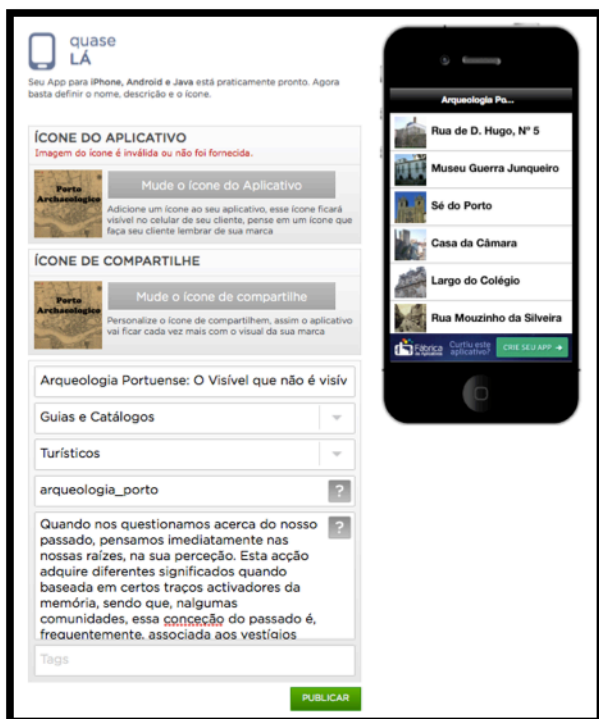 quase
LÁ
Seu App para iPhone, Android e Java está praticamente pronto. Agora
basta definir o nome, descrição e o ícone.
ÍCONE DO APLICATIVO
Imagem do ícone é inválida ou não foi fornecida.
Porto
Archaeologico
Mude o ícone do Aplicativo
Adicione um ícone ao seu aplicativo, esse ícone ficará
visível no celular de seu cliente, pense em um ícone que
faça seu cliente lembrar de sua marca
ÍCONE DE COMPARTILHE
Porto
Archaeologico
Mude o ícone de compartilhe
Personalize o ícone de compartilhem, assim o aplicativo
vai ficar cada vez mais com o visual da sua marca
Arqueologia Portuense: O Visível que não é visív
Guias e Catálogos
Turísticos
arqueologia_porto
?
Quando nos questionamos acerca do nosso
passado, pensamos imediatamente nas
nossas raízes, na sua perceção. Esta acção
adquire diferentes significados quando
baseada em certos traços activadores da
memória, sendo que, nalgumas
comunidades, essa conceção do passado é,
frequentemente, associada aos vestígios
?
Tags
PUBLICAR
Arqueologia Po...
Rua de D. Hugo, Nº 5
Museu Guerra Junqueiro
Sé do Porto
Casa da Câmara
Largo do Colégio
Rua Mouzinho da Silveira
Fábrica
de Aplicativos
Curtiu este
aplicativo?
CRIE SEU APP